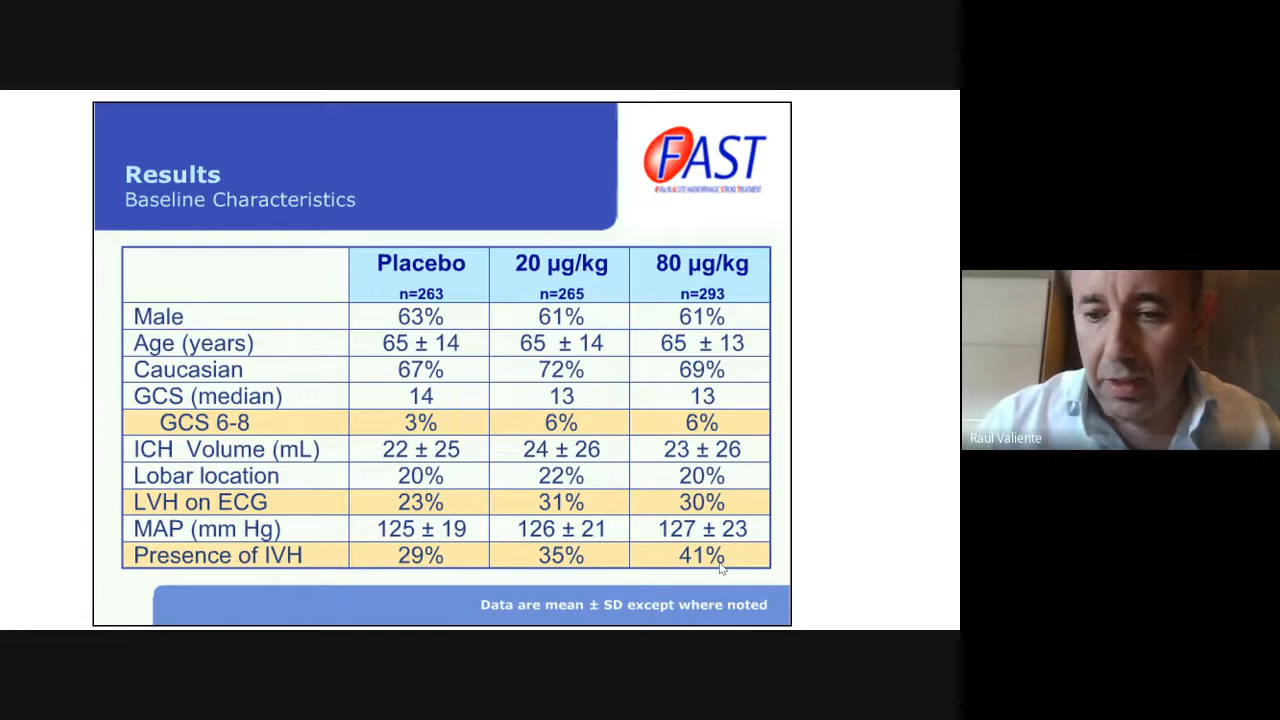 Results
Baseline Characteristics
FAST
Placebo 20 µg/kg 80 µg/kg
n=263 n=265 n=293
Male 63% 61% 61%
Age (years) 65 ± 14 65 ± 14 65 ± 13
Caucasian 67% 72% 69%
GCS (median) 14 13 13
GCS 6-8 3% 6% 6%
ICH Volume (mL) 22 ± 25 24 ± 26 23 ± 26
Lobar location 20% 22% 20%
LVH on ECG 23% 31% 30%
MAP (mm Hg) 125 ± 19 126 ± 21 127 ± 23
Presence of IVH 29% 35% 41%
Data are mean ± SD except where noted
Raul Valiente